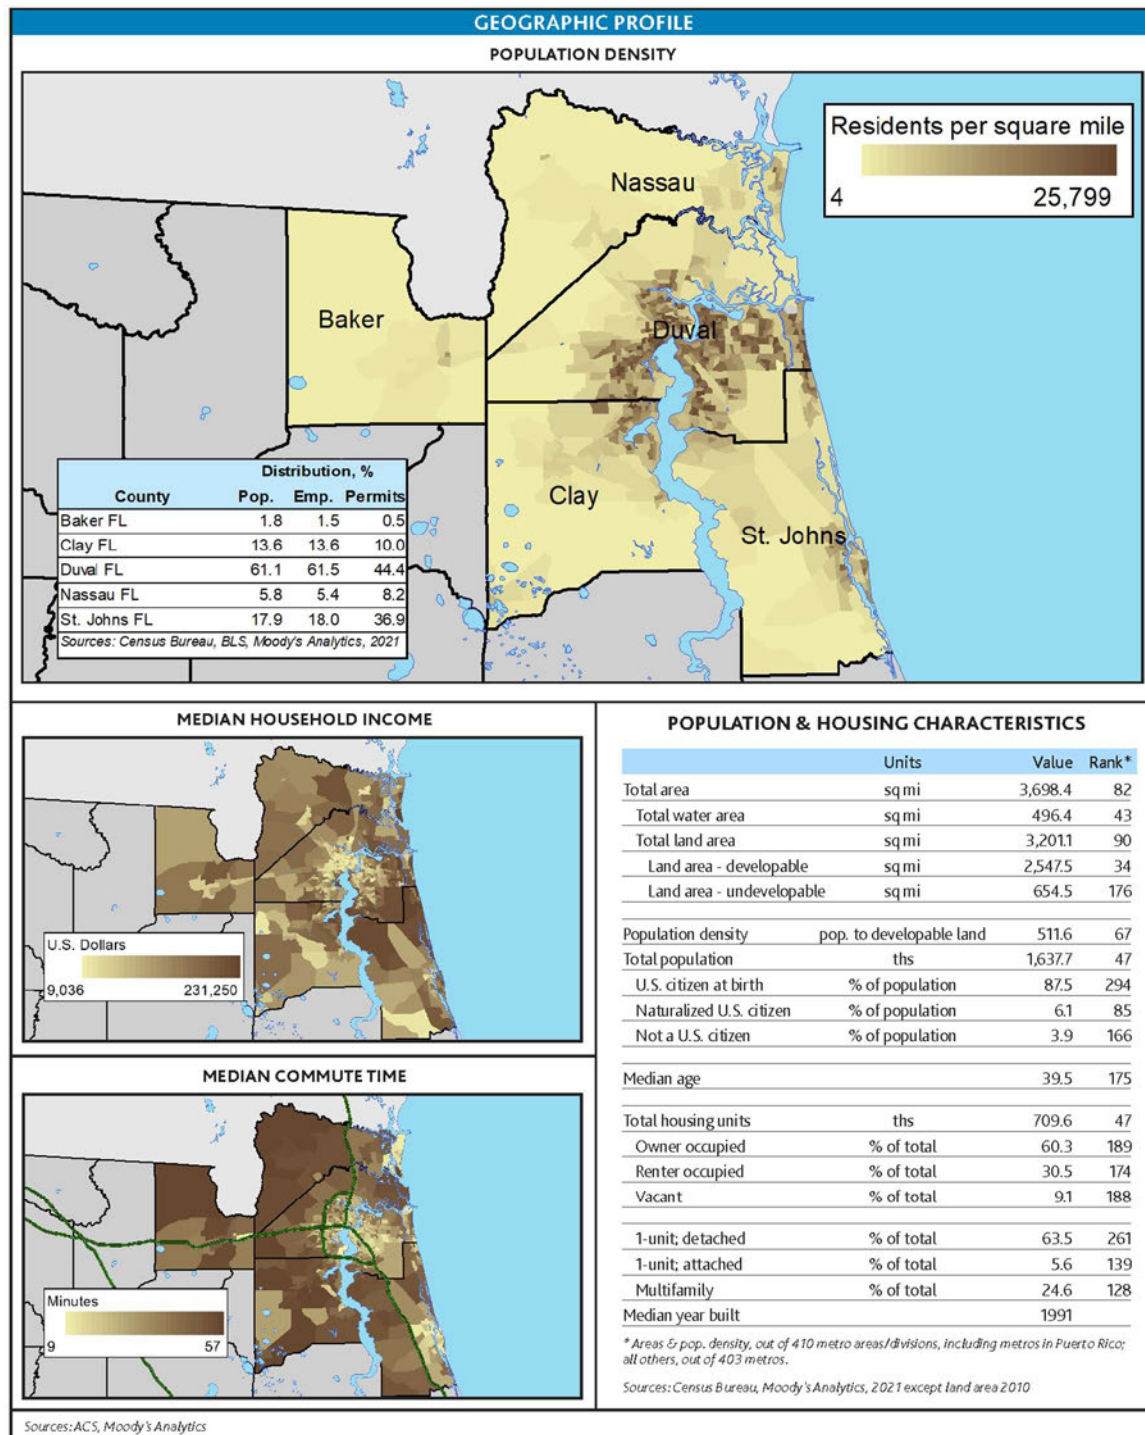 GEOGRAPHIC PROFILE
POPULATION DENSITY
Residents per square mile
4 25,799
Nassau
Baker
Duval
Clay
St. Johns
Distribution, %
County Pop. Emp. Permits
Baker FL 1.8 1.5 0.5
Clay FL 13.6 13.6 10.0
Duval FL 61.1 61.5 44.4
Nassau FL 5.8 5.4 8.2
St. Johns FL 17.9 18.0 36.9
Sources: Census Bureau, BLS, Moody's Analytics, 2021
MEDIAN HOUSEHOLD INCOME
U.S. Dollars
9,036 231,250
MEDIAN COMMUTE TIME
Minutes
9 57
POPULATION & HOUSING CHARACTERISTICS
Units Value Rank*
Total area sq mi 3,698.4 82
Total water area sq mi 496.4 43
Total land area sq mi 3,201.1 90
Land area - developable sq mi 2,547.5 34
Land area - undevelopable sq mi 654.5 176
Population density pop. to developable land 511.6 67
Total population ths 1,637.7 47
U.S. citizen at birth % of population 87.5 294
Naturalized U.S. citizen % of population 6.1 85
Not a U.S. citizen % of population 3.9 166
Median age 39.5 175
Total housing units ths 709.6 47
Owner occupied % of total 60.3 189
Renter occupied % of total 30.5 174
Vacant % of total 9.1 188
1-unit; detached % of total 63.5 261
1-unit; attached % of total 5.6 139
Multifamily % of total 24.6 128
Median year built 1991
* Areas & pop. density, out of 410 metro areas/divisions, including metros in Puerto Rico;
all others, out of 403 metros.
Sources: Census Bureau, Moody's Analytics, 2021 except land area 2010
Sources: ACS, Moody's Analytics